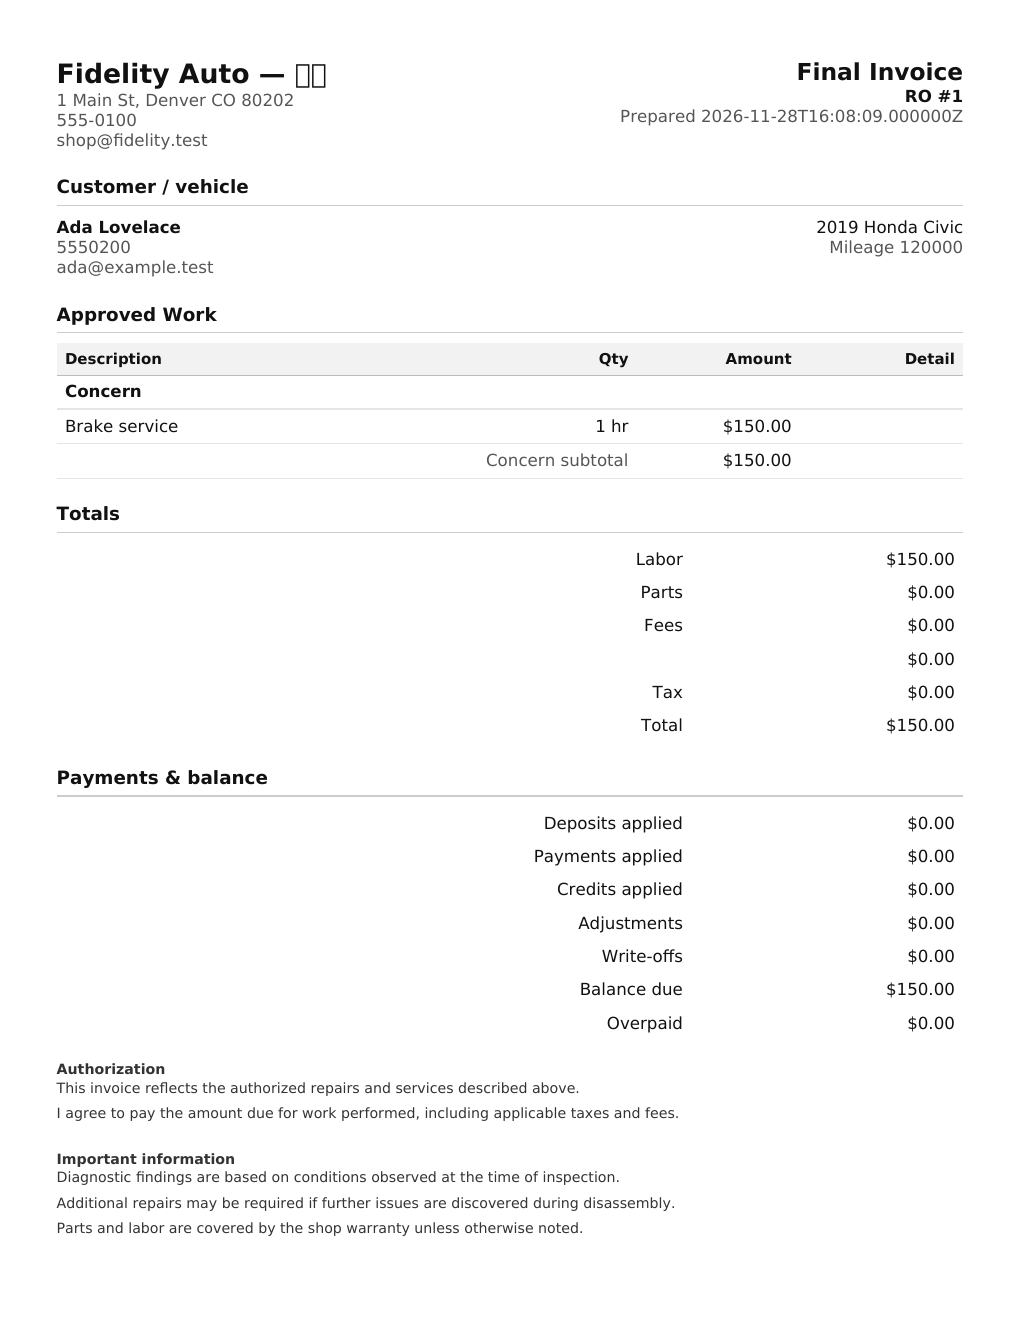 Fidelity Auto —
Final Invoice
1 Main St, Denver CO 80202
RO #1
555-0100
Prepared 2026-11-28T16:08:09.000000Z
shop@fidelity.test
Customer / vehicle
Ada Lovelace
2019 Honda Civic
5550200
Mileage 120000
ada@example.test
Approved Work
Description Qty Amount Detail
Concern
Brake service 1 hr $150.00
Concern subtotal $150.00
Totals
Labor $150.00
Parts $0.00
Fees $0.00
$0.00
Tax $0.00
Total $150.00
Payments & balance
Deposits applied $0.00
Payments applied $0.00
Credits applied $0.00
Adjustments $0.00
Write-offs $0.00
Balance due $150.00
Overpaid $0.00
Authorization
This invoice reflects the authorized repairs and services described above.
I agree to pay the amount due for work performed, including applicable taxes and fees.
Important information
Diagnostic findings are based on conditions observed at the time of inspection.
Additional repairs may be required if further issues are discovered during disassembly.
Parts and labor are covered by the shop warranty unless otherwise noted.